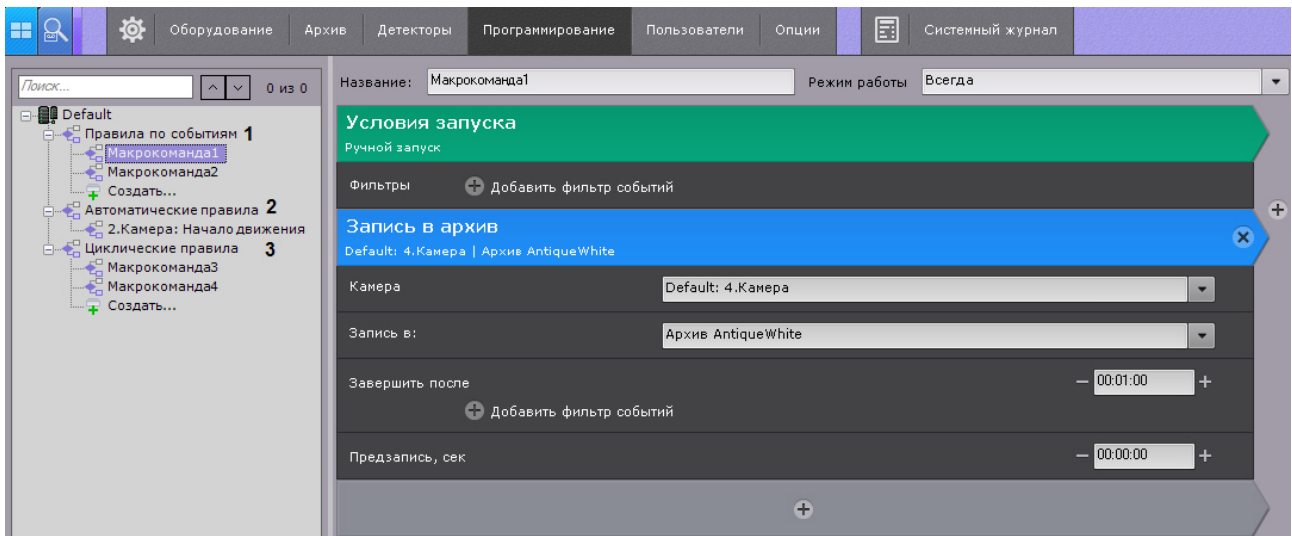 Оборудование Архив Детекторы Программирование Пользователи Опции Системный журнал
Поиск... 0 из 0
Default
Правила по событиям 1
Макрокоманда1
Макрокоманда2
Создать...
Автоматические правила 2
2.Камера: Начало движения
Циклические правила 3
Макрокоманда3
Макрокоманда4
Создать...
Название: Макрокоманда1 Режим работы Всегда
Условия запуска
Ручной запуск
Фильтры Добавить фильтр событий
Запись в архив
Default: 4.Камера | Архив AntiqueWhite
Камера Default: 4.Камера
Запись в: Архив AntiqueWhite
Завершить после 00:01:00
Добавить фильтр событий
Предзапись, сек 00:00:00